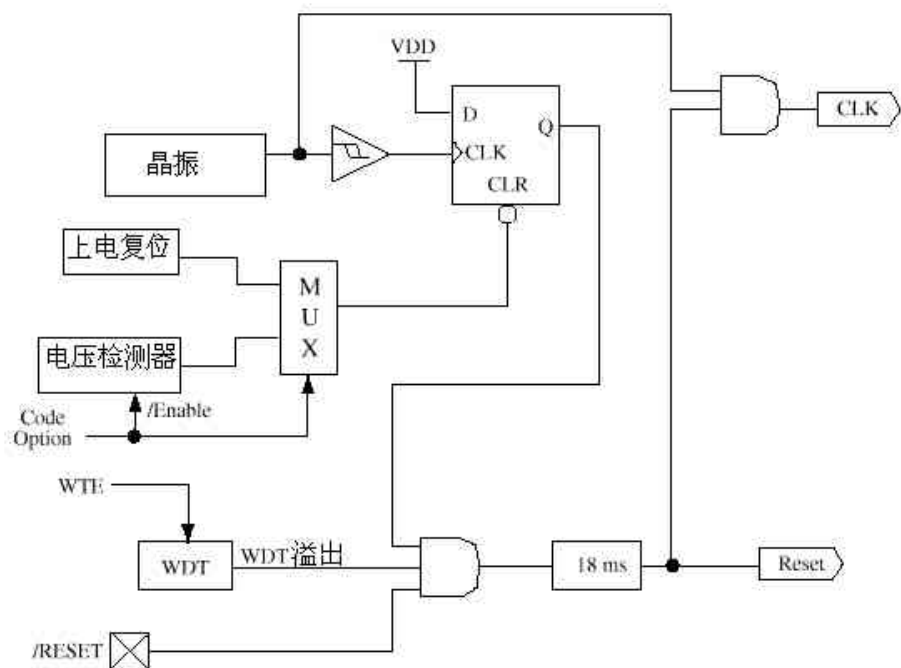 VDD
D
Q
CLK
CLR
CLK
晶振
上电复位
M
U
X
电压检测器
/Enable
Code
Option
WTE
WDT
WDT溢出
18 ms
Reset
/RESET